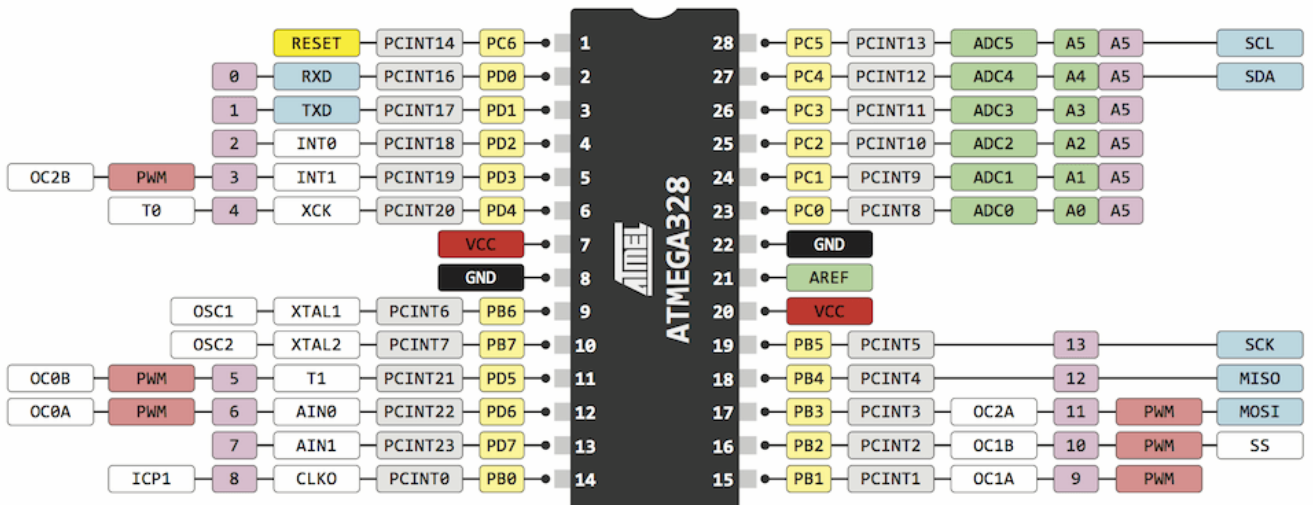 RESET PCINT14 PC6 1 28 PC5 PCINT13 ADC5 A5 A5 SCL
0 RXD PCINT16 PD0 2 27 PC4 PCINT12 ADC4 A4 A5 SDA
1 TXD PCINT17 PD1 3 26 PC3 PCINT11 ADC3 A3 A5
2 INT0 PCINT18 PD2 4 25 PC2 PCINT10 ADC2 A2 A5
OC2B PWM 3 INT1 PCINT19 PD3 5 24 PC1 PCINT9 ADC1 A1 A5
T0 4 XCK PCINT20 PD4 6 23 PC0 PCINT8 ADC0 A0 A5
VCC 7 22 GND
GND 8 21 AREF
OSC1 XTAL1 PCINT6 PB6 9 20 VCC
OSC2 XTAL2 PCINT7 PB7 10 19 PB5 PCINT5 13 SCK
OC0B PWM 5 T1 PCINT21 PD5 11 18 PB4 PCINT4 12 MISO
OC0A PWM 6 AIN0 PCINT22 PD6 12 17 PB3 PCINT3 OC2A 11 PWM MOSI
7 AIN1 PCINT23 PD7 13 16 PB2 PCINT2 OC1B 10 PWM SS
ICP1 8 CLKO PCINT0 PB0 14 15 PB1 PCINT1 OC1A 9 PWM
ATMEL
ATMEGA328